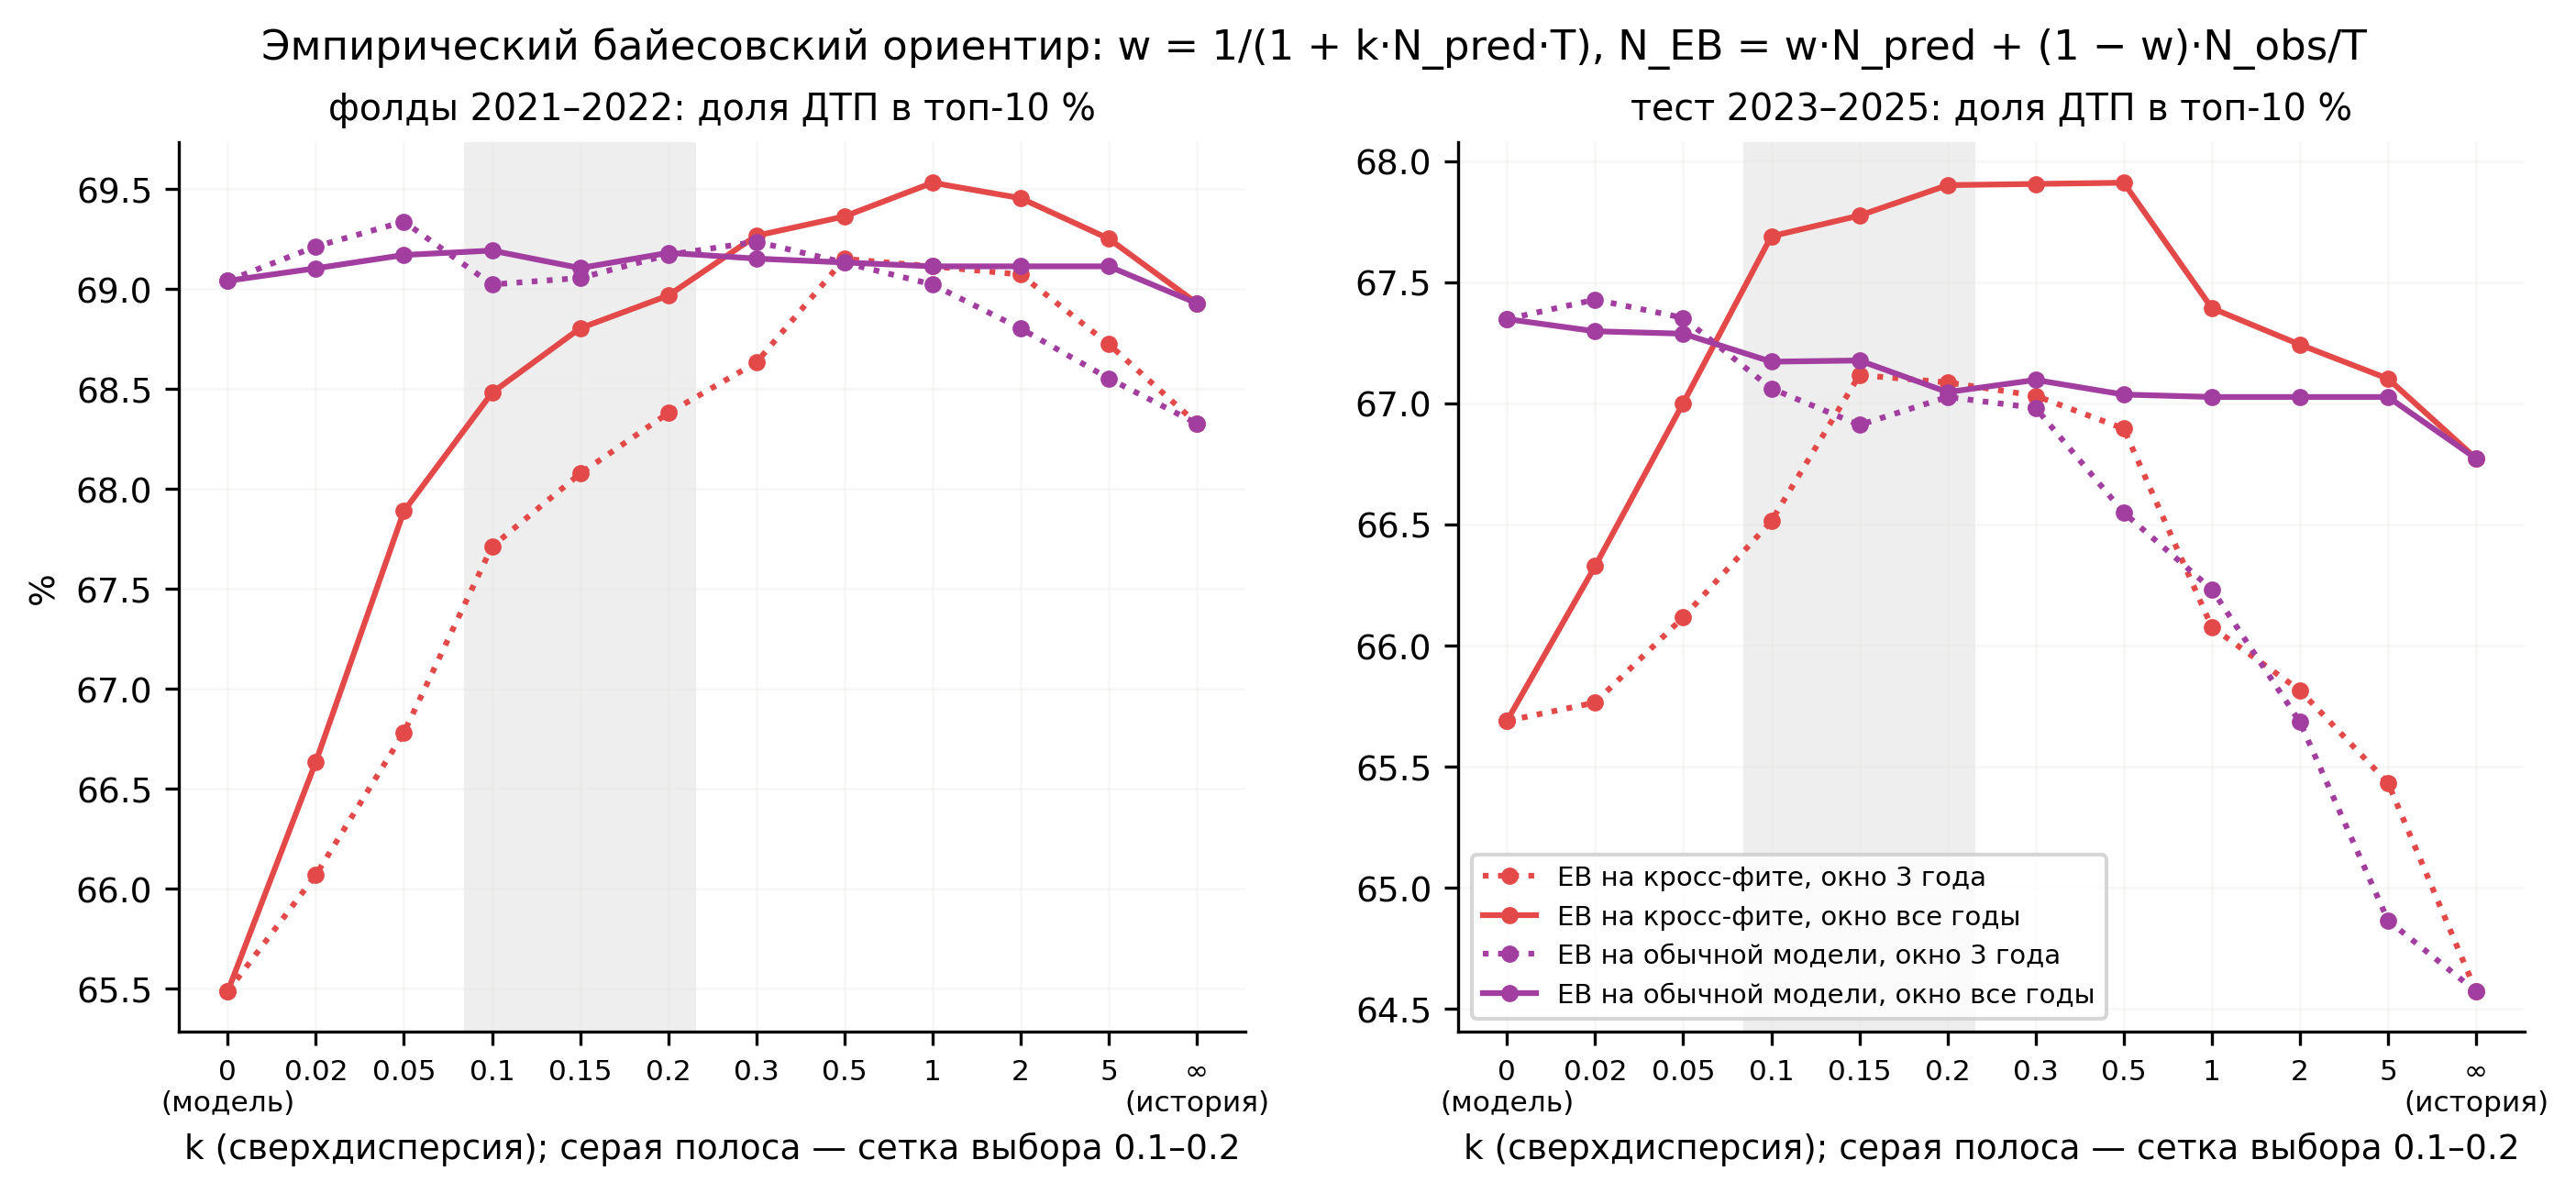 Эмпирический байесовский ориентир: w = 1/(1 + k·N_pred·T), N_EB = w·N_pred + (1 − w)·N_obs/T
фолды 2021–2022: доля ДТП в топ-10 %
%
69.5
69.0
68.5
68.0
67.5
67.0
66.5
66.0
65.5
0 0.02 0.05 0.1 0.15 0.2 0.3 0.5 1 2 5 ∞
(модель) (история)
k (сверхдисперсия); серая полоса — сетка выбора 0.1–0.2
тест 2023–2025: доля ДТП в топ-10 %
68.0
67.5
67.0
66.5
66.0
65.5
65.0
64.5
EB на кросс-фите, окно 3 года
EB на кросс-фите, окно все годы
EB на обычной модели, окно 3 года
EB на обычной модели, окно все годы
0 0.02 0.05 0.1 0.15 0.2 0.3 0.5 1 2 5 ∞
(модель) (история)
k (сверхдисперсия); серая полоса — сетка выбора 0.1–0.2